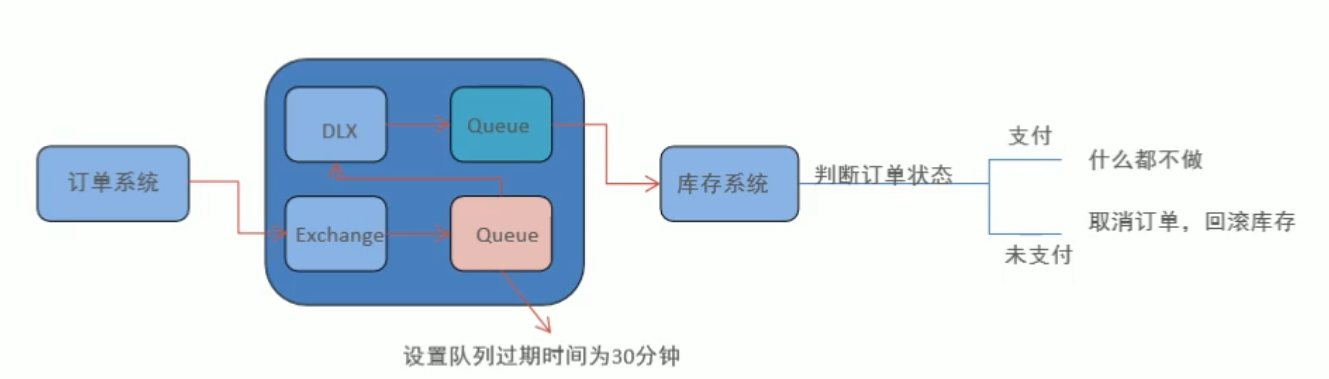 订单系统
DLX
Queue
Exchange
Queue
设置队列过期时间为30分钟
库存系统
判断订单状态
支付
什么都不做
取消订单，回滚库存
未支付